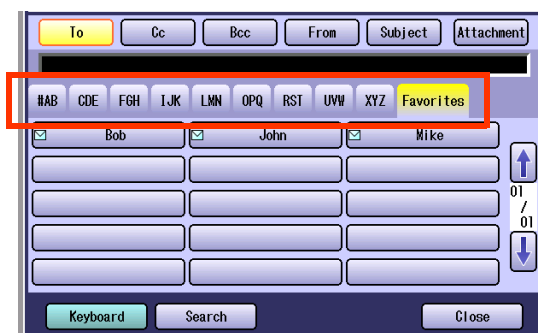 To Cc Bcc From Subject Attachment
#AB CDE FGH IJK LMN OPQ RST UVW XYZ Favorites
Bob John Mike
01
/
01
Keyboard Search Close